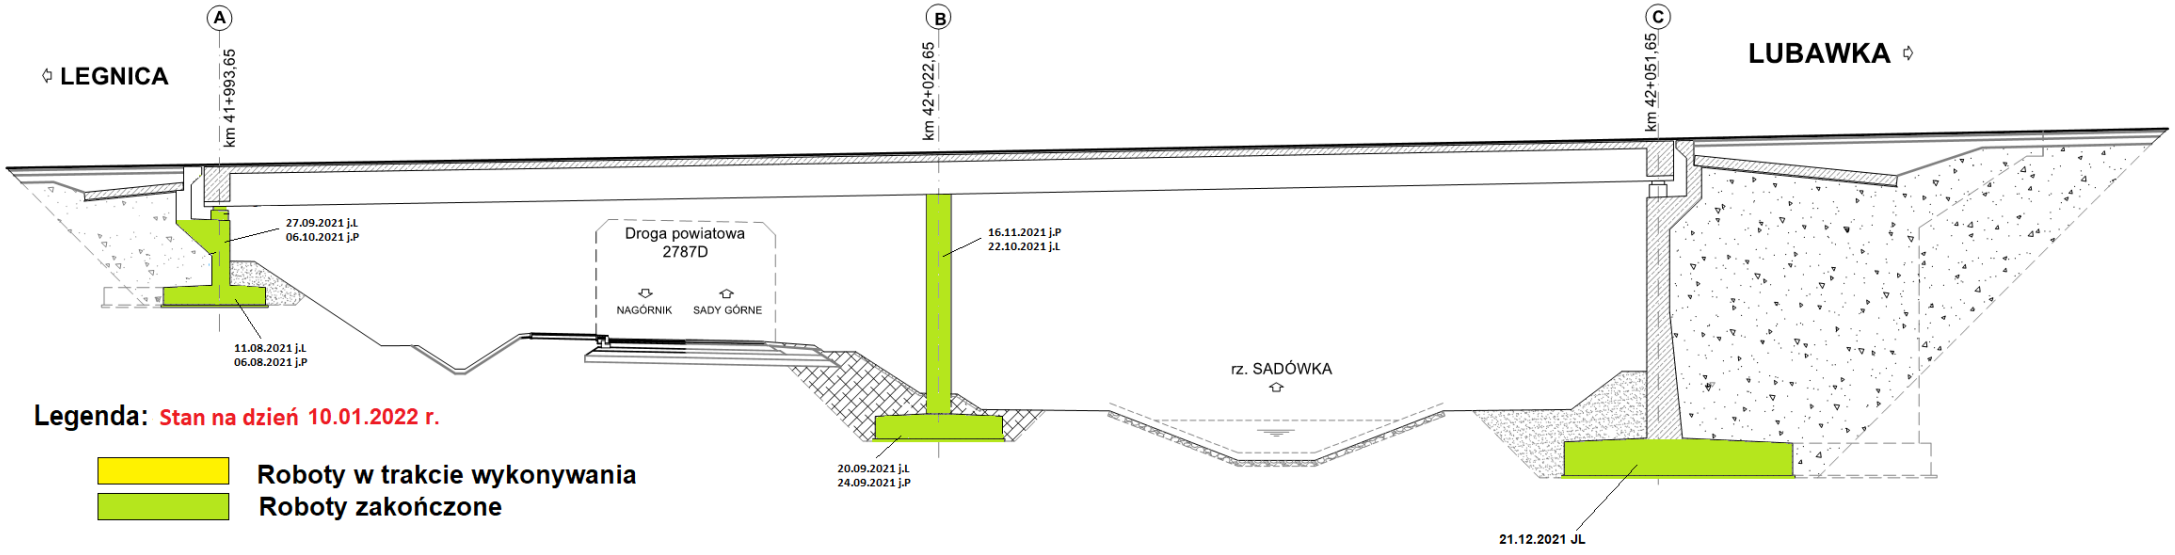 A
B
C
km 41+993,65
km 42+022,65
km 42+051,65
LEGNICA
LUBAWKA
27.09.2021 j.L
06.10.2021 j.P
Droga powiatowa
2787D
NAGÓRNIK SADY GÓRNE
16.11.2021 j.P
22.10.2021 j.L
11.08.2021 j.L
06.08.2021 j.P
rz. SADÓWKA
20.09.2021 j.L
24.09.2021 j.P
21.12.2021 JL
Legenda: Stan na dzień 10.01.2022 r.
Roboty w trakcie wykonywania
Roboty zakończone